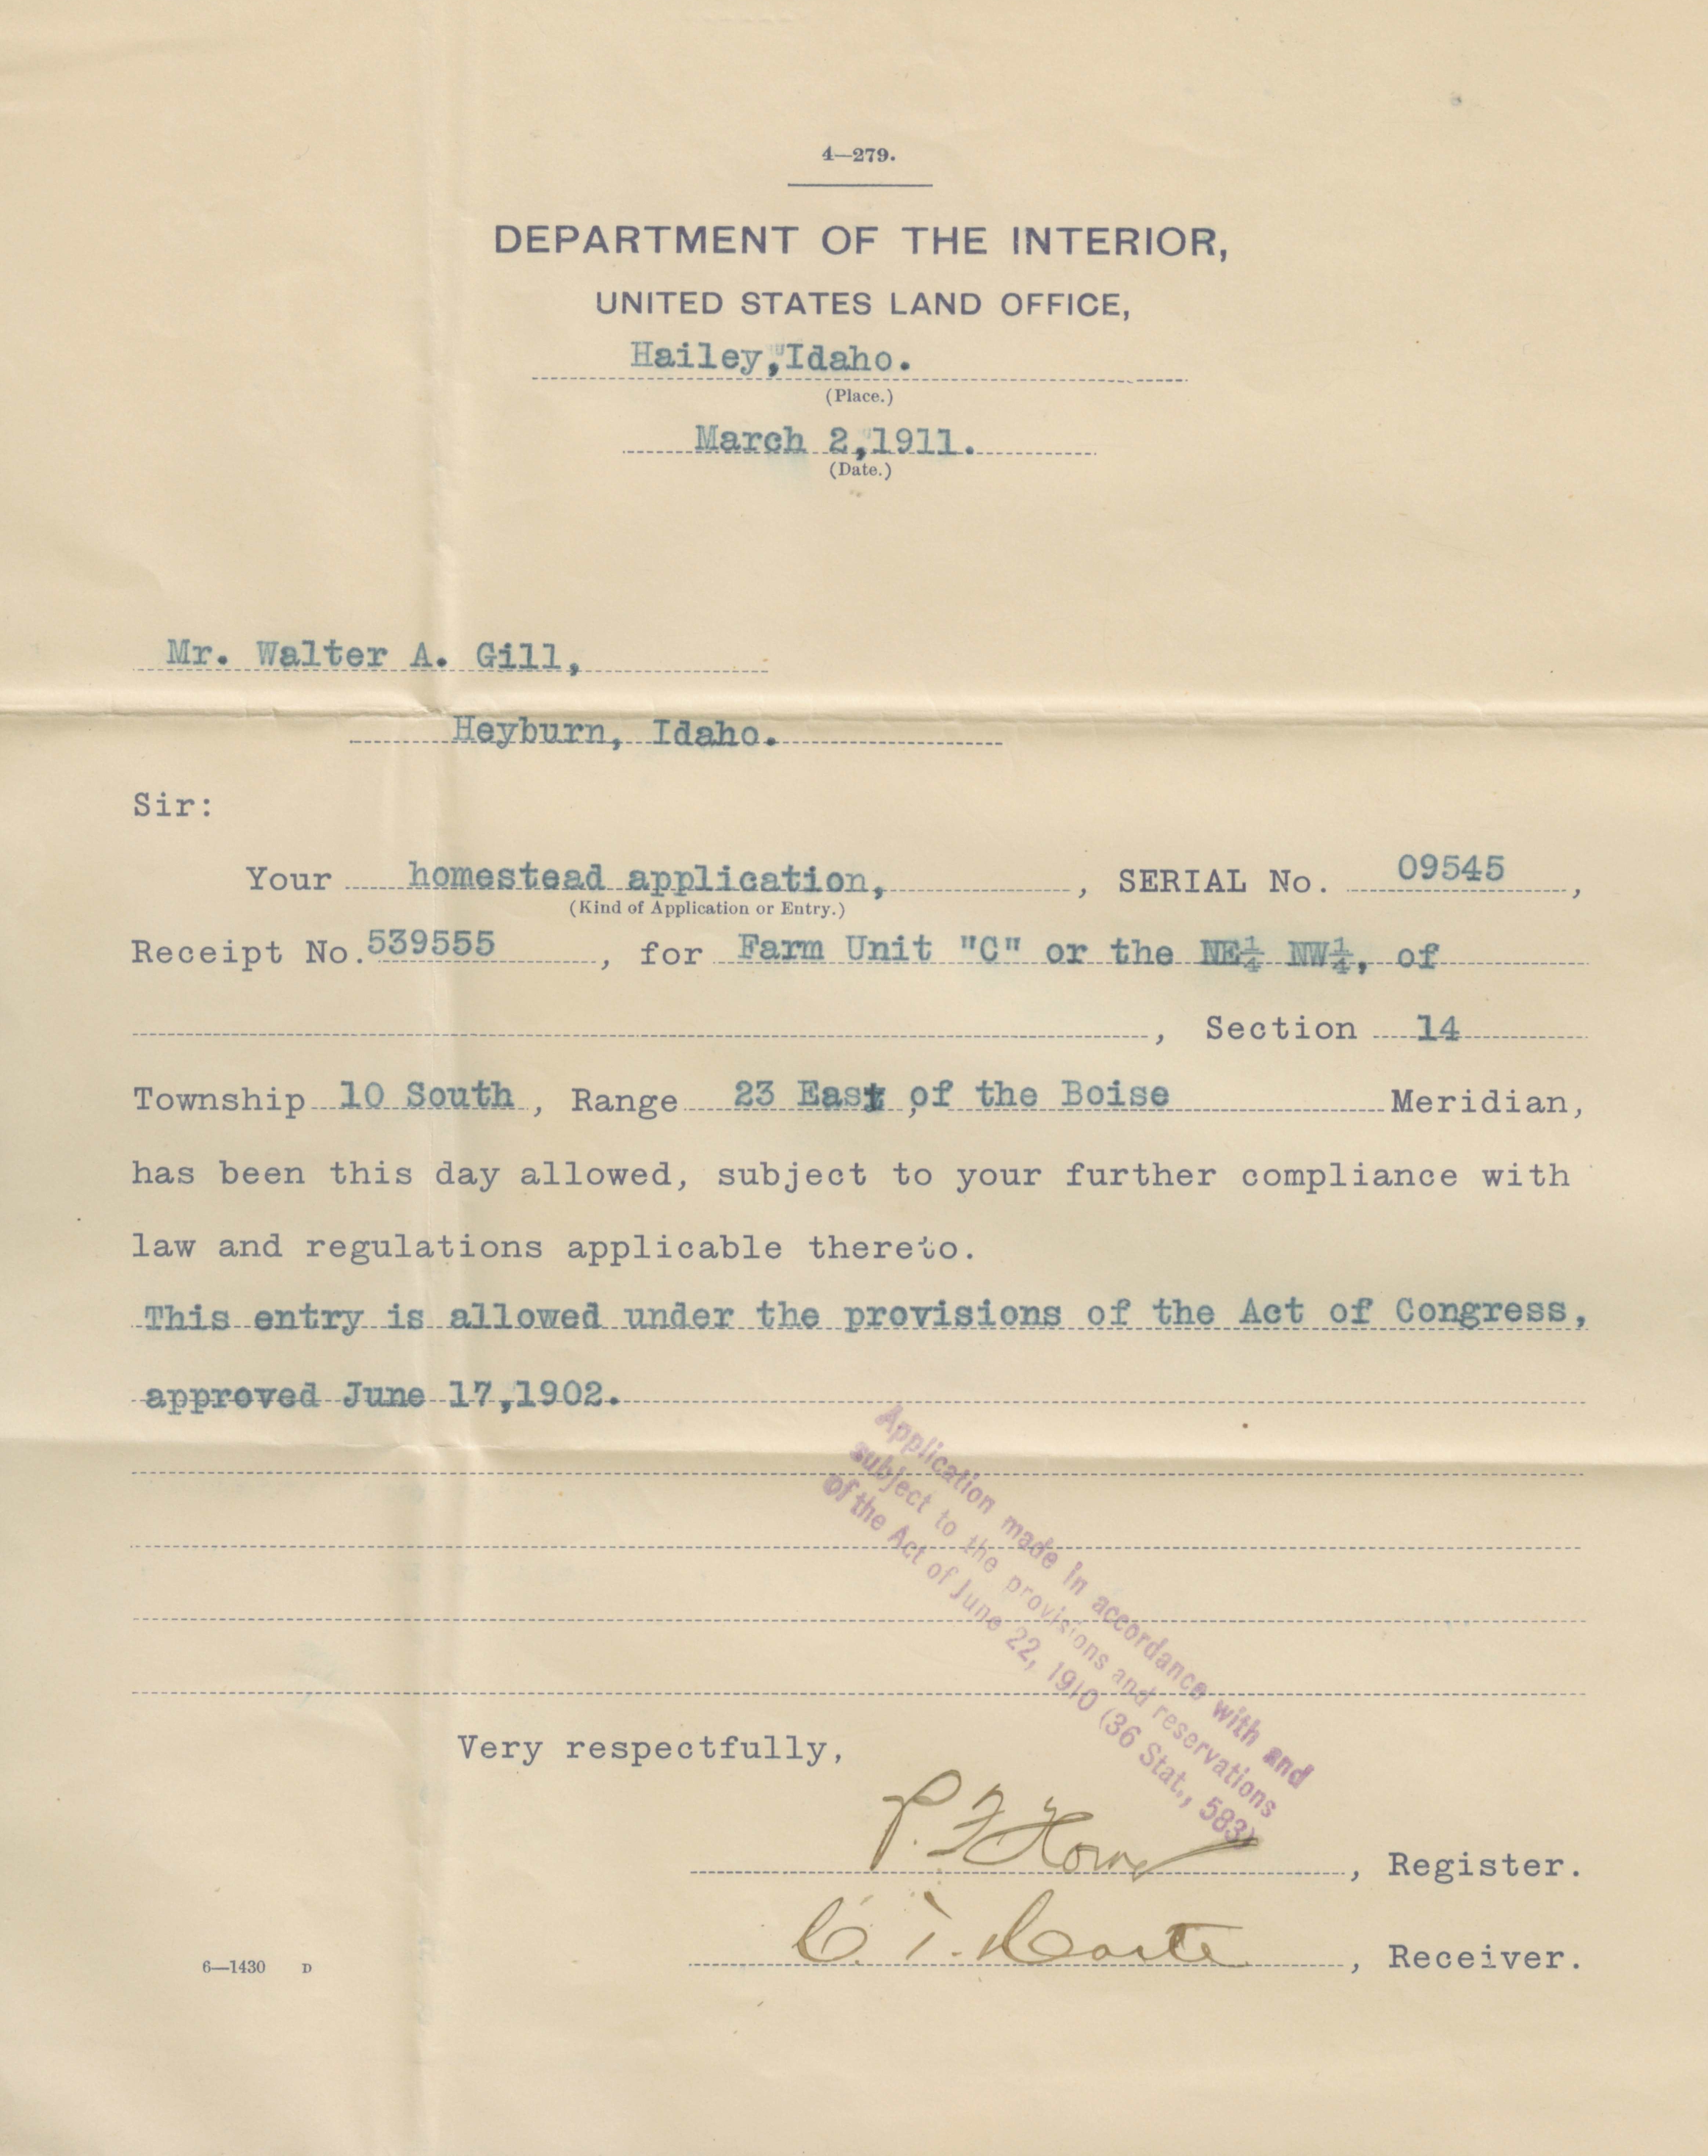 4—279.
DEPARTMENT OF THE INTERIOR,
UNITED STATES LAND OFFICE,
Hailey, Idaho.
(Place.)
March 2, 1911.
(Date.)
Mr. Walter A. Gill,
Heyburn, Idaho.
Sir:
Your homestead application, , SERIAL No. 09545 ,
(Kind of Application or Entry.)
Receipt No. 539555 , for Farm Unit "C" or the NE¼ NW¼, of
, Section 14
Township 10 South , Range 23 East , of the Boise Meridian,
has been this day allowed, subject to your further compliance with
law and regulations applicable thereto.
This entry is allowed under the provisions of the Act of Congress,
approved June 17,1902.
Application made in accordance with and
subject to the provisions and reservations
of the Act of June 22, 1910 (36 Stat., 583)
Very respectfully,
, Register.
C. , Receiver.
6—1430 D